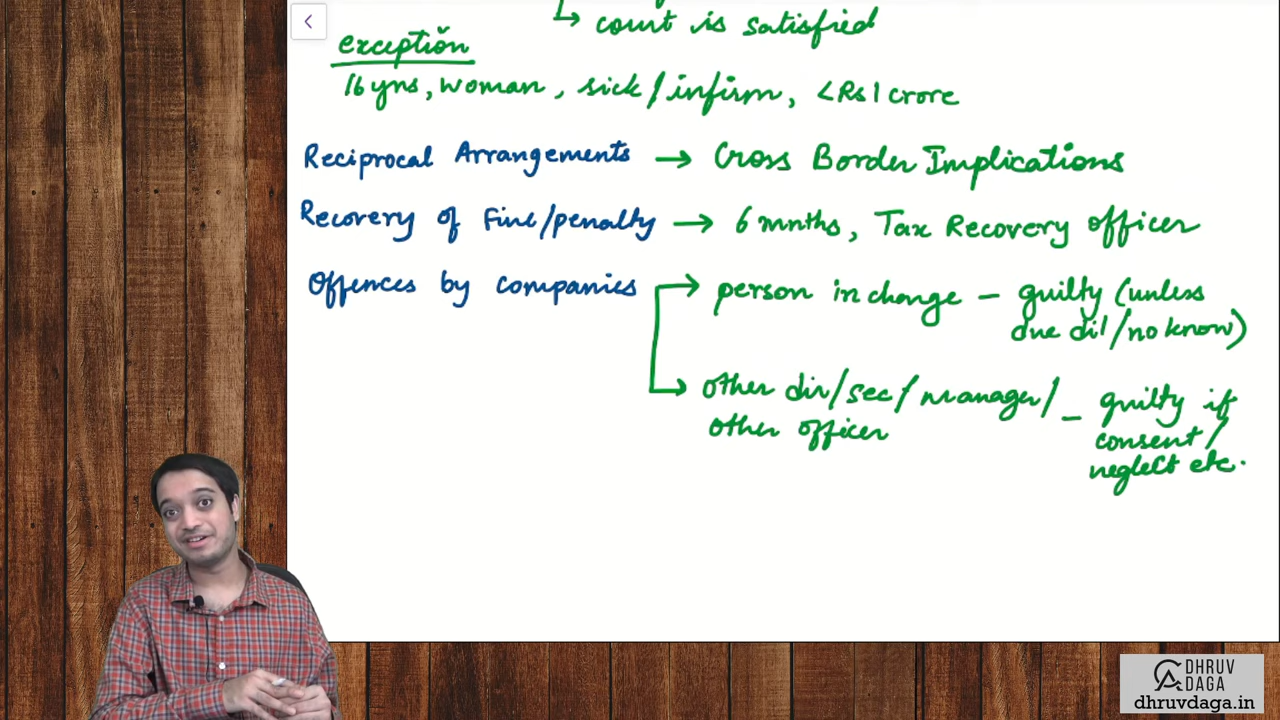 ↳ court is satisfied
exception
16 yrs, woman, sick/infirm, <Rs 1 crore
Reciprocal Arrangements → Cross Border Implications
Recovery of Fine/penalty → 6 mnths, Tax Recovery officer
Offences by companies → person in charge – guilty (unless due dil/no know)
→ other dir/sec/manager/ other officer – guilty if consent/ neglect etc.
DHRUV
DAGA
dhruvdaga.in